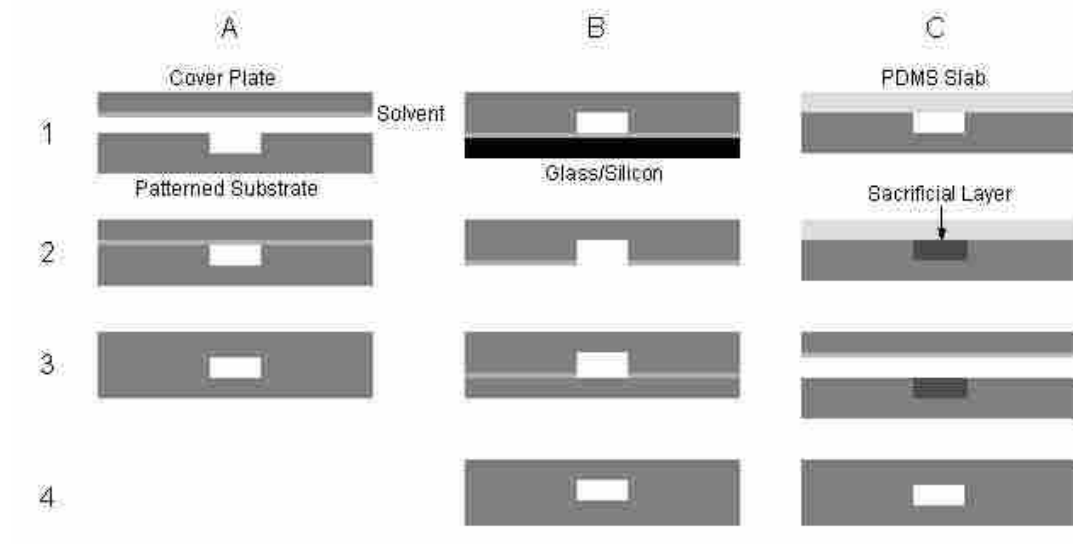 A B C
Cover Plate
PDMS Slab
1
Solvent
Patterned Substrate
Glass/Silicon
Sacrificial Layer
2
3
4